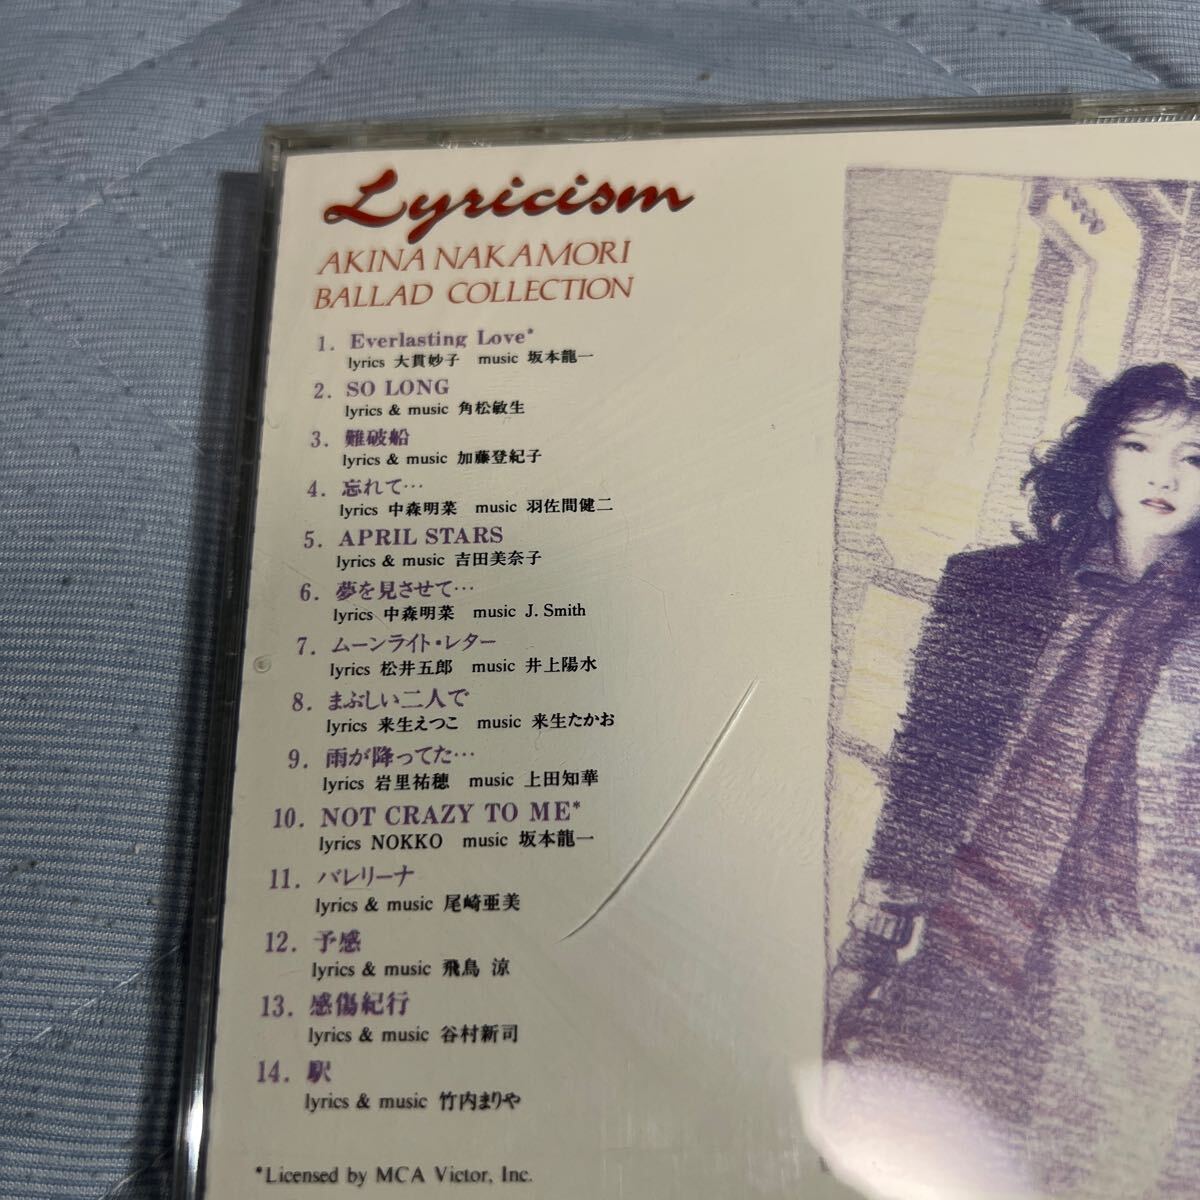 Lyricism
AKINA NAKAMORI
BALLAD COLLECTION
1. Everlasting Love*
lyrics 大貫妙子 music 坂本龍一
2. SO LONG
lyrics & music 角松敏生
3. 難破船
lyrics & music 加藤登紀子
4. 忘れて…
lyrics 中森明菜 music 羽佐間健二
5. APRIL STARS
lyrics & music 吉田美奈子
6. 夢を見させて…
lyrics 中森明菜 music J. Smith
7. ムーンライト・レター
lyrics 松井五郎 music 井上陽水
8. まぶしい二人で
lyrics 来生えつこ music 来生たかお
9. 雨が降ってた…
lyrics 岩里祐穂 music 上田知華
10. NOT CRAZY TO ME*
lyrics NOKKO music 坂本龍一
11. バレリーナ
lyrics & music 尾崎亜美
12. 予感
lyrics & music 飛鳥 涼
13. 感傷紀行
lyrics & music 谷村新司
14. 駅
lyrics & music 竹内まりや
*Licensed by MCA Victor, Inc.